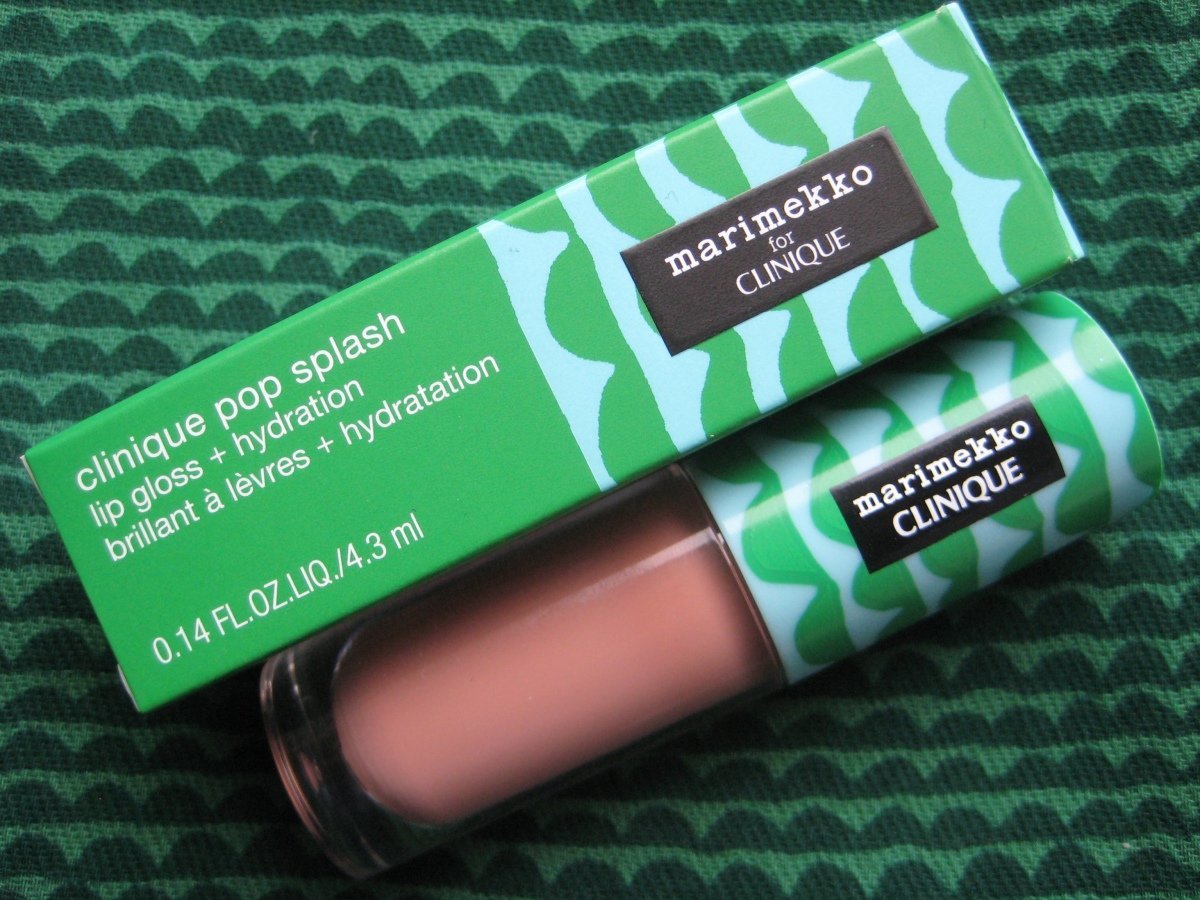 marimekko
for
CLINIQUE
clinique pop splash
lip gloss + hydration
brillant à lèvres + hydratation
0.14 FL.OZ.LIQ./4.3 ml
marimekko
CLINIQUE